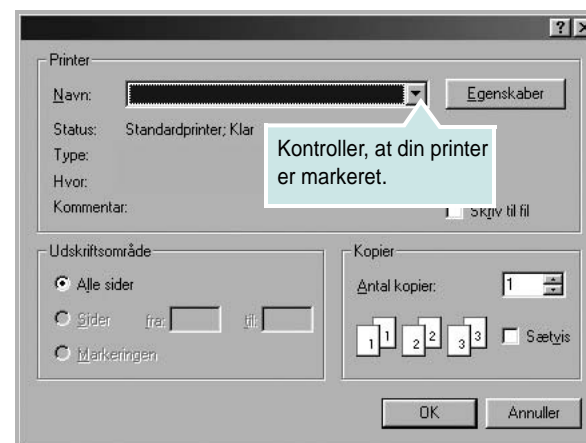 Printer
Navn:
Egenskaber
Status: Standardprinter; Klar
Type:
Hvor:
Kommentar:
Kontroller, at din printer
er markeret.
Skriv til fil
Udskriftsområde
Alle sider
Sider fra: til:
Markeringen
Kopier
Antal kopier: 1
1 1 2 2 3 3
Sætvis
OK
Annuller